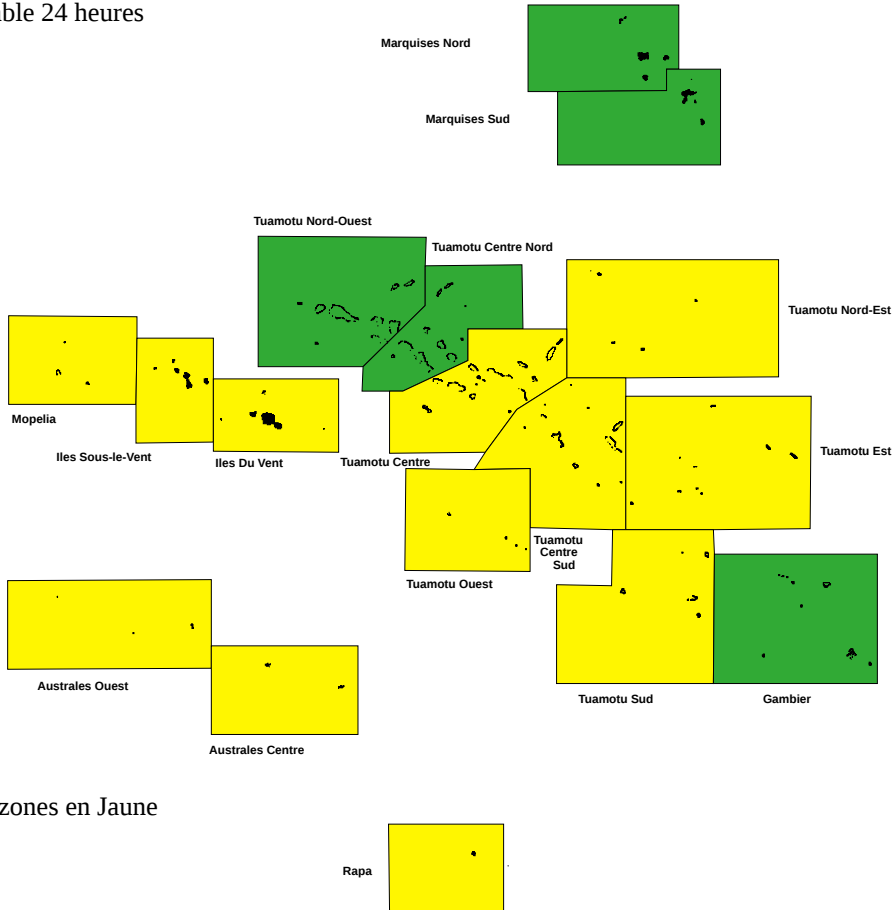 ble 24 heures
Marquises Nord
Marquises Sud
Tuamotu Nord-Ouest
Tuamotu Centre Nord
Tuamotu Nord-Est
Mopelia
Iles Sous-le-Vent
Iles Du Vent
Tuamotu Centre
Tuamotu Est
Tuamotu
Centre
Sud
Tuamotu Ouest
Australes Ouest
Tuamotu Sud
Gambier
Australes Centre
zones en Jaune
Rapa